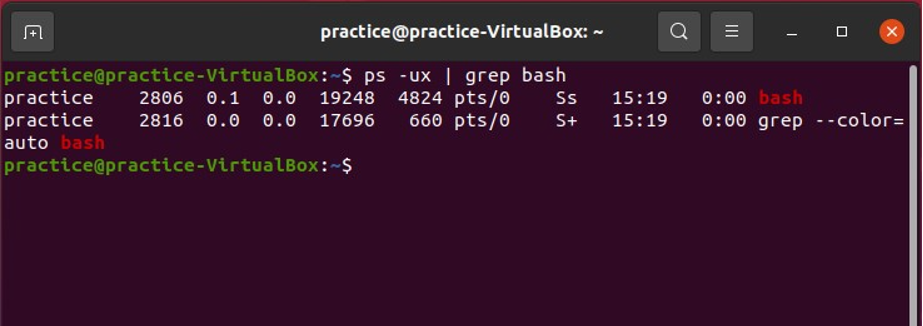 practice@practice-VirtualBox: ~
practice@practice-VirtualBox:~$ ps -ux | grep bash
practice    2806  0.1  0.0  19248  4824 pts/0    Ss   15:19   0:00 bash
practice    2816  0.0  0.0  17696   660 pts/0    S+   15:19   0:00 grep --color=
auto bash
practice@practice-VirtualBox:~$